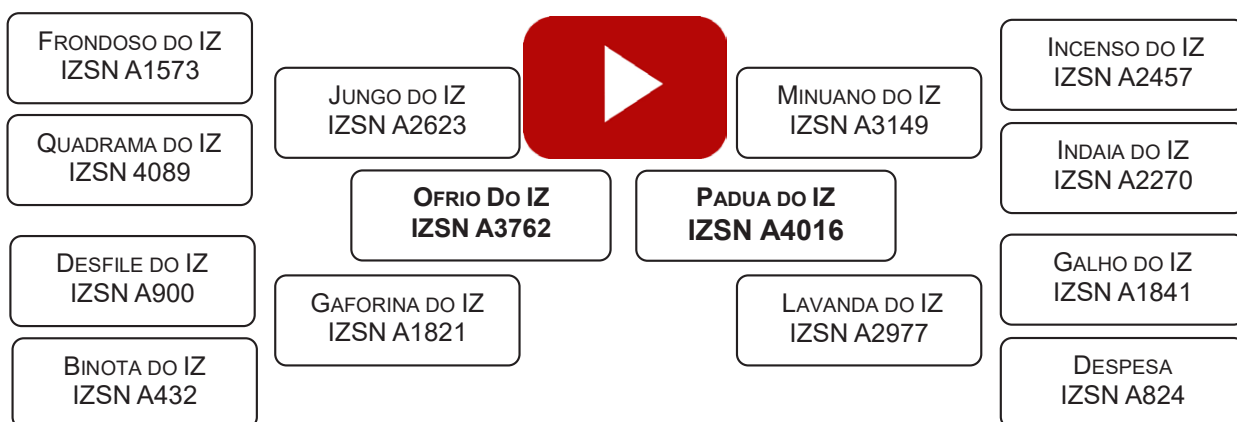 Frondoso do IZ
IZSN A1573
Quadrama do IZ
IZSN 4089
Jungo do IZ
IZSN A2623
Minuano do IZ
IZSN A3149
Incenso do IZ
IZSN A2457
Indaia do IZ
IZSN A2270
Ofrio Do IZ
IZSN A3762
Padua do IZ
IZSN A4016
Desfile do IZ
IZSN A900
Binota do IZ
IZSN A432
Gaforina do IZ
IZSN A1821
Lavanda do IZ
IZSN A2977
Galho do IZ
IZSN A1841
Despesa
IZSN A824